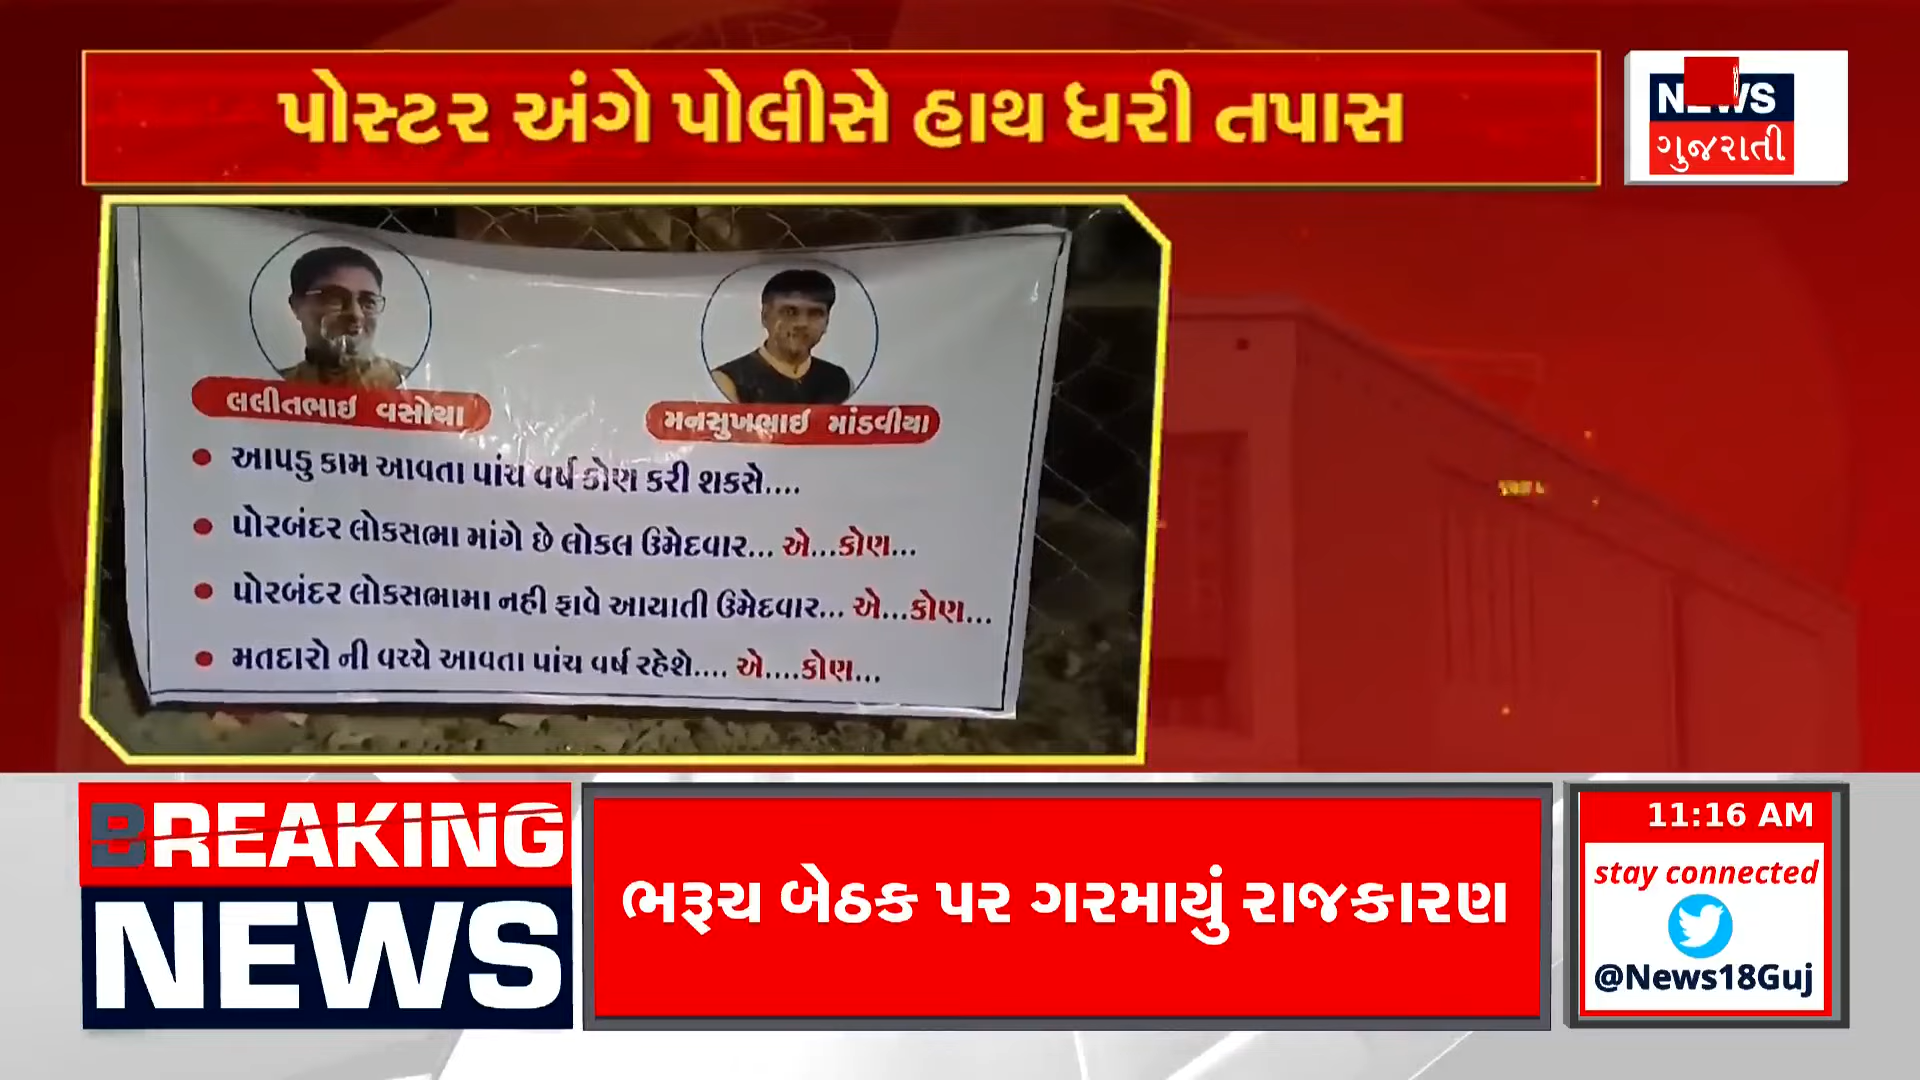 પોસ્ટર અંગે પોલીસે હાથ ધરી તપાસ
NEWS
ગુજરાતી
લલીતભાઈ વસોયા
મનસુખભાઈ માંડવીયા
• આપડુ કામ આવતા પાંચ વર્ષ કોણ કરી શકસે....
• પોરબંદર લોકસભા માંગે છે લોકલ ઉમેદવાર... એ...કોણ...
• પોરબંદર લોકસભામા નહી ફાવે આયાતી ઉમેદવાર... એ...કોણ...
• મતદારો ની વચ્ચે આવતા પાંચ વર્ષ રહેશે.... એ....કોણ...
BREAKING
NEWS
ભરૂચ બેઠક પર ગરમાયું રાજકારણ
11:16 AM
stay connected
@News18Guj